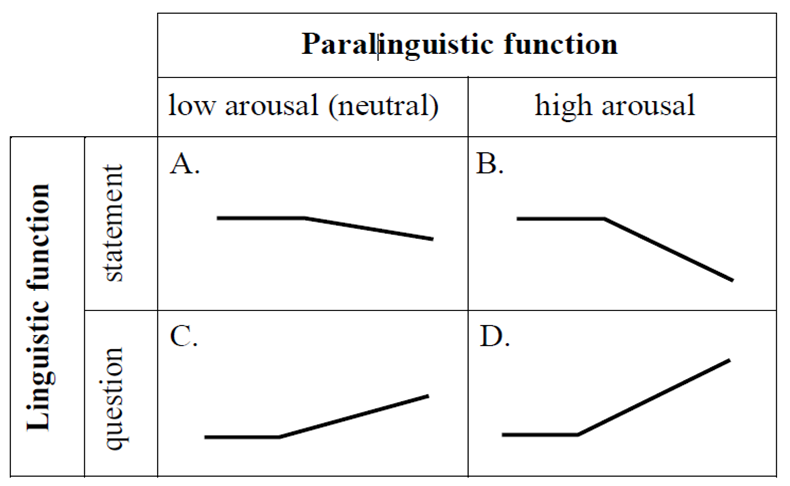 Paralinguistic function
low arousal (neutral)
high arousal
Linguistic function
statement
A.
B.
question
C.
D.